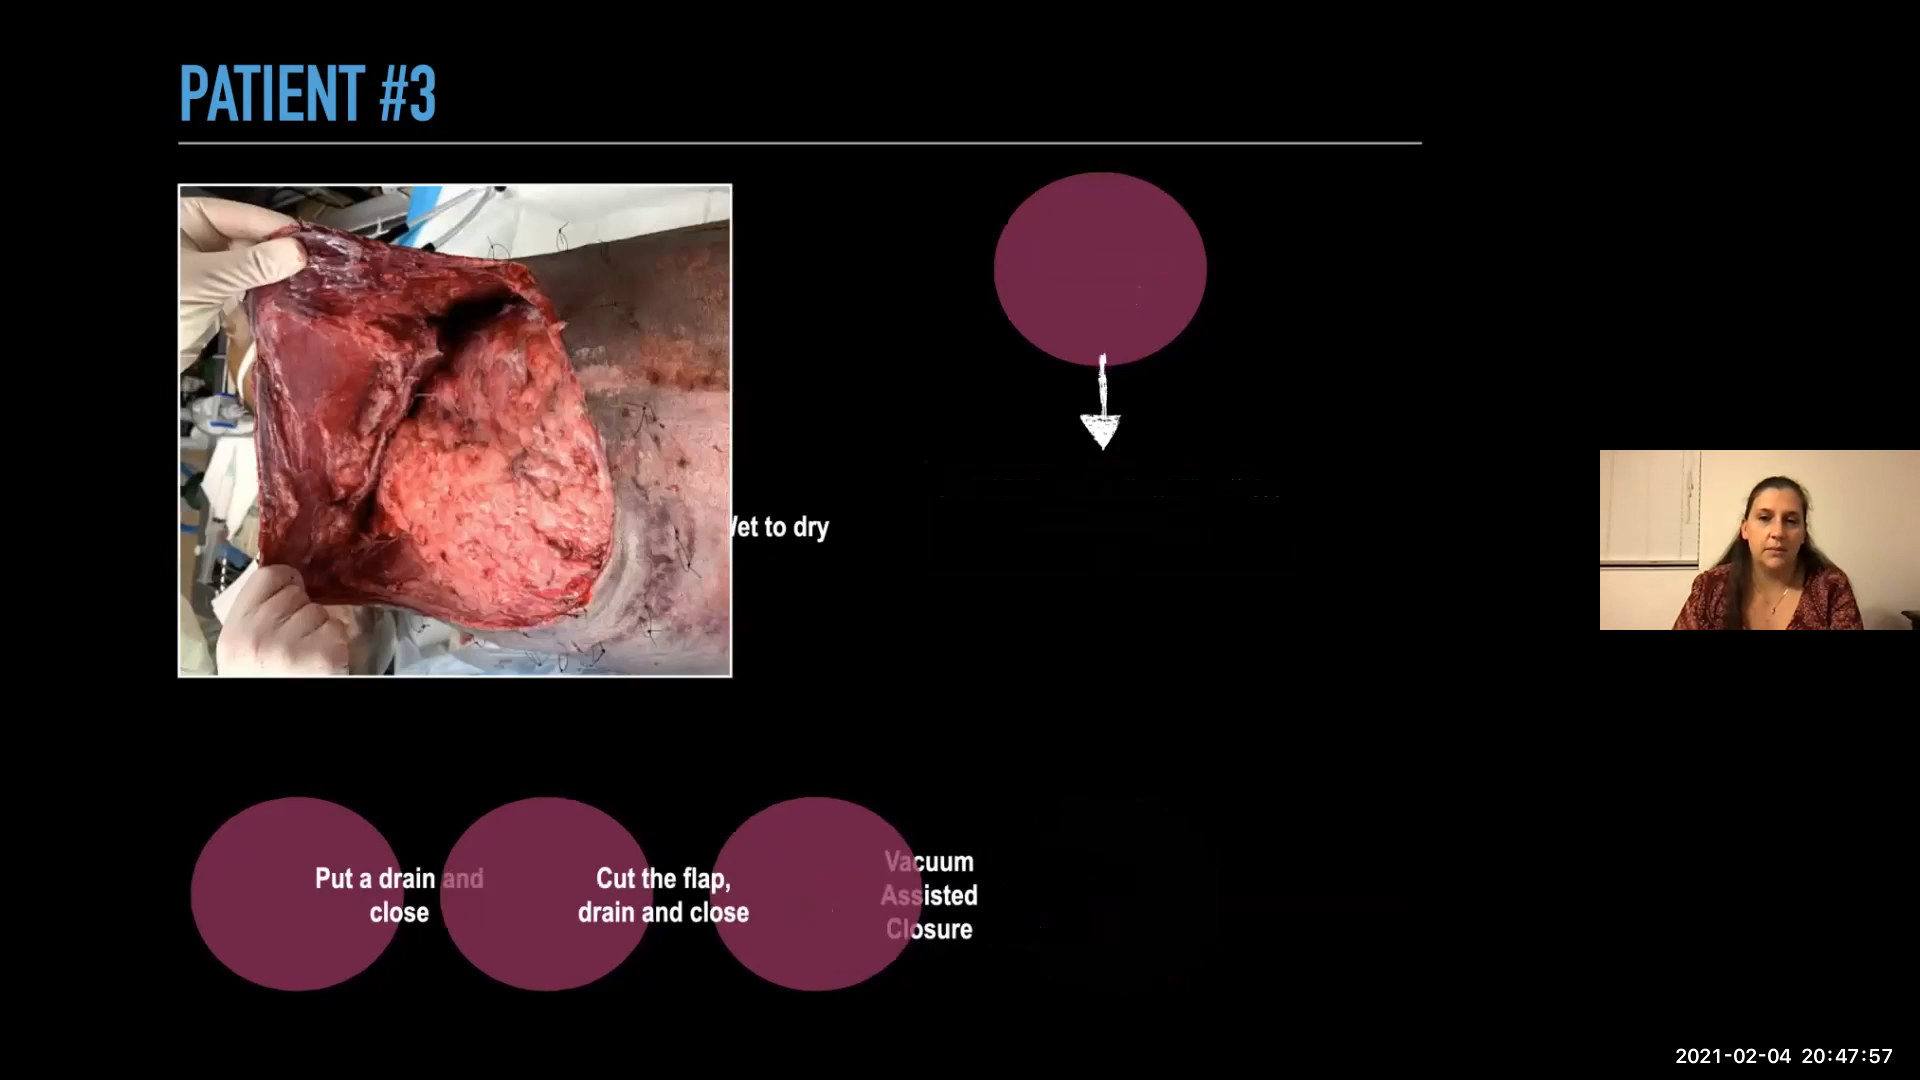 PATIENT #3
to dry
Put a drain and
close
Cut the flap,
drain and close
Vacuum
Assisted
Closure
2021-02-04 20:47:57